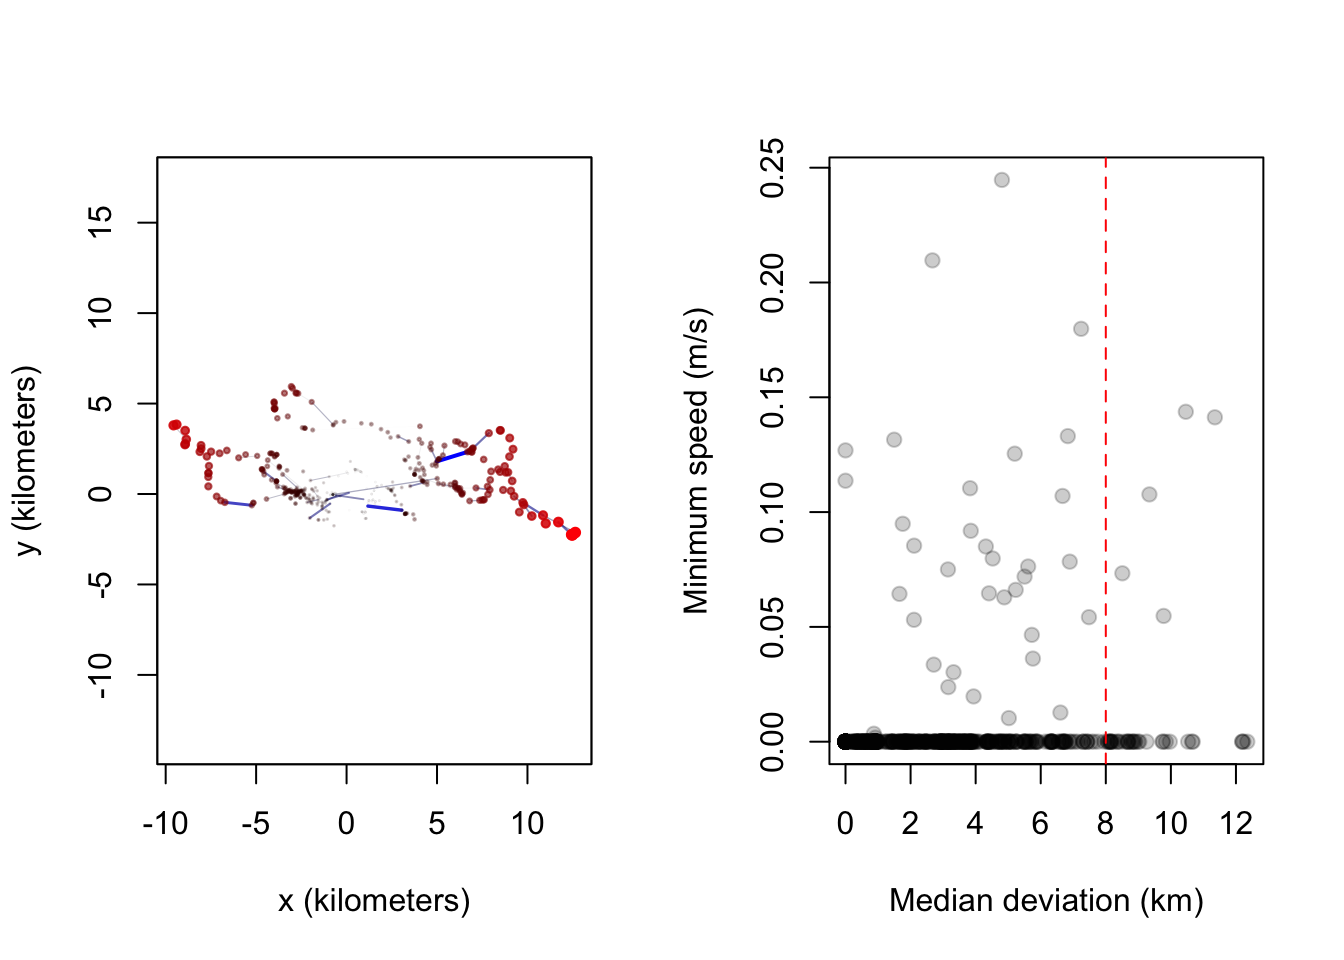 15
10
5
0
-5
-10
y (kilometers)
-10 -5 0 5 10
x (kilometers)
0.25
0.20
0.15
0.10
0.05
0.00
Minimum speed (m/s)
0 2 4 6 8 10 12
Median deviation (km)